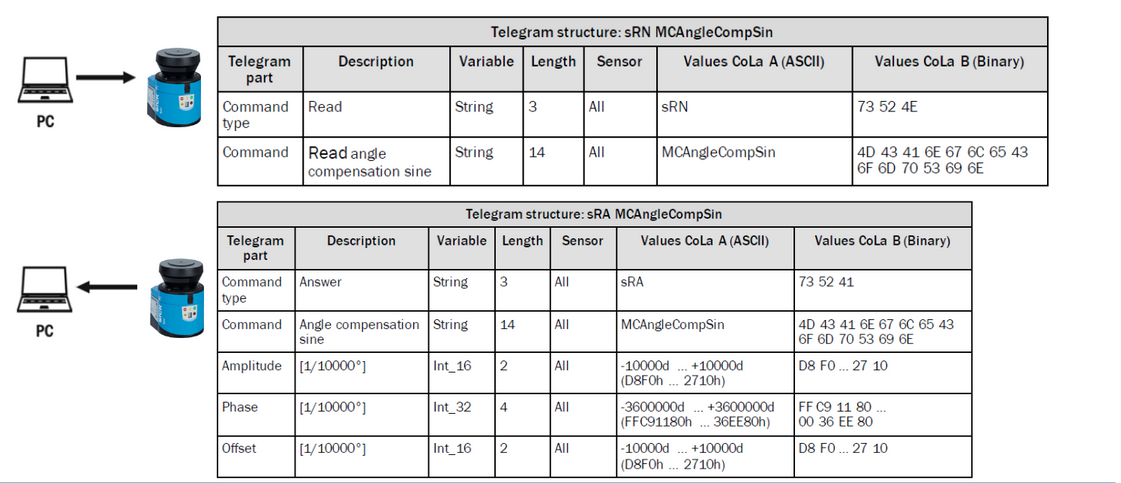 Telegram structure: sRN MCAngleCompSin
Telegram part Description Variable Length Sensor Values CoLa A (ASCII) Values CoLa B (Binary)
Command type Read String 3 All sRN 73 52 4E
Command Read angle compensation sine String 14 All MCAngleCompSin 4D 43 41 6E 67 6C 65 43 6F 6D 70 53 69 6E
PC
Telegram structure: sRA MCAngleCompSin
Telegram part Description Variable Length Sensor Values CoLa A (ASCII) Values CoLa B (Binary)
Command type Answer String 3 All sRA 73 52 41
Command Angle compensation sine String 14 All MCAngleCompSin 4D 43 41 6E 67 6C 65 43 6F 6D 70 53 69 6E
Amplitude [1/10000°] Int_16 2 All -10000d ... +10000d (D8F0h ... 2710h) D8 F0 ... 27 10
Phase [1/10000°] Int_32 4 All -3600000d ... +3600000d (FFC91180h ... 36EE80h) FF C9 11 80 ... 00 36 EE 80
Offset [1/10000°] Int_16 2 All -10000d ... +10000d (D8F0h ... 2710h) D8 F0 ... 27 10
PC